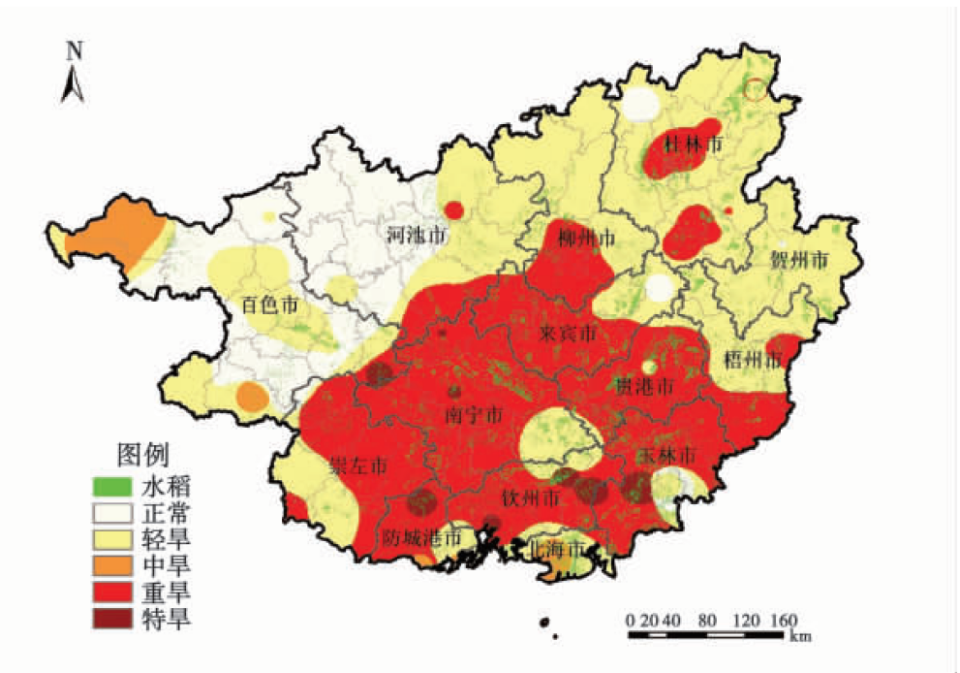 N
桂林市
河池市
柳州市
贺州市
百色市
来宾市
梧州市
贵港市
南宁市
玉林市
崇左市
钦州市
防城港市
北海市
图例
水稻
正常
轻旱
中旱
重旱
特旱
0 20 40 80 120 160
km